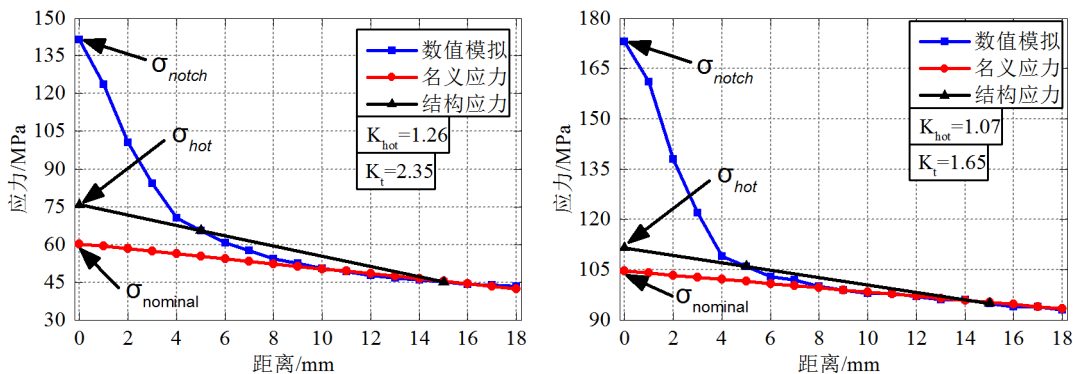 150
135
120
105
90
75
60
45
30
应力/MPa
σnotch
σhot
σnominal
数值模拟
名义应力
结构应力
Khot=1.26
Kt=2.35
0 2 4 6 8 10 12 14 16 18
距离/mm
180
165
150
135
120
105
90
应力/MPa
σnotch
σhot
σnominal
数值模拟
名义应力
结构应力
Khot=1.07
Kt=1.65
0 2 4 6 8 10 12 14 16 18
距离/mm